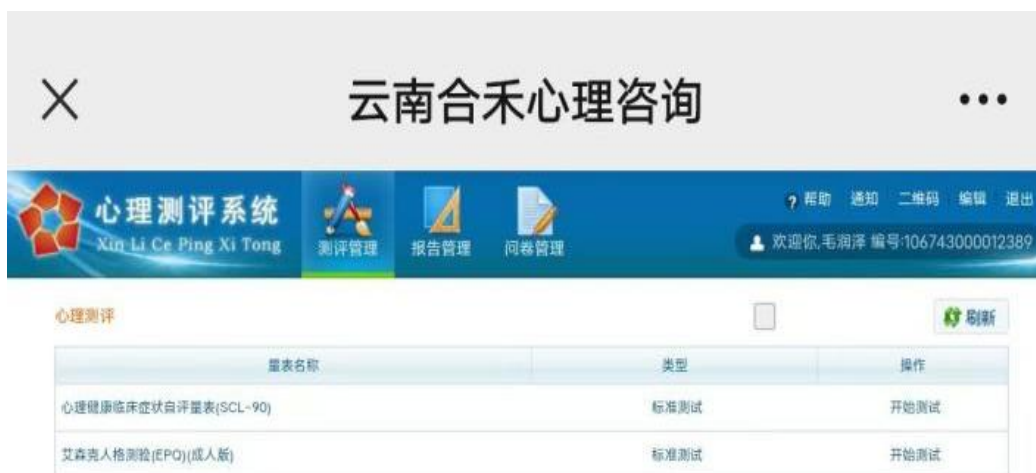 云南合禾心理咨询
心理测评系统
Xin Li Ce Ping Xi Tong
测评管理 报告管理 问卷管理
? 帮助 通知 二维码 编辑 退出
欢迎你,毛润泽 编号:106743000012389
心理测评 刷新
量表名称 类型 操作
心理健康临床症状自评量表(SCL-90) 标准测试 开始测试
艾森克人格测验(EPQ)(成人版) 标准测试 开始测试